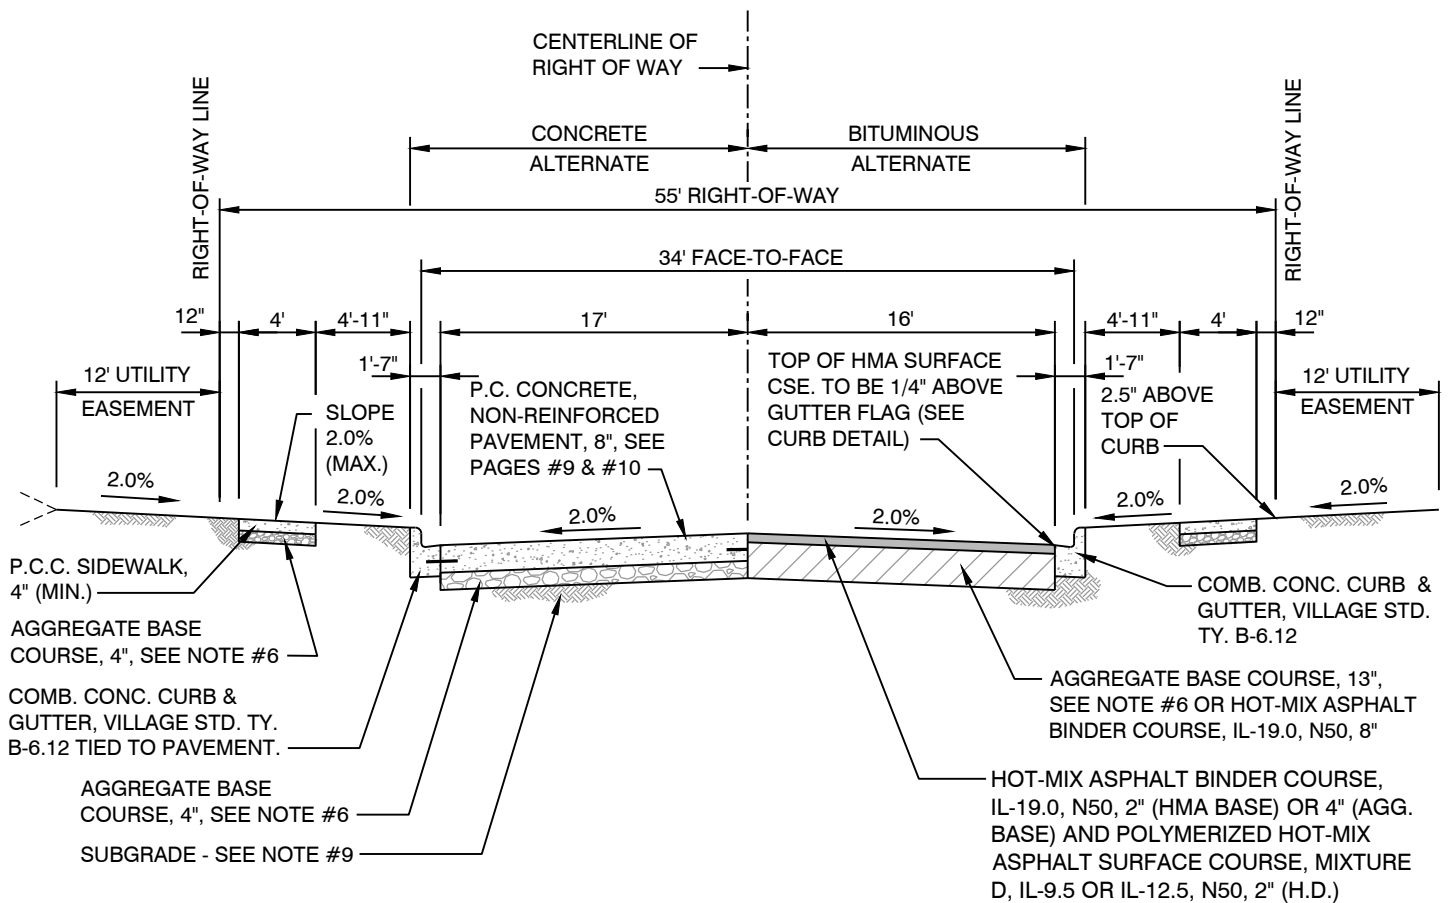 CENTERLINE OF
RIGHT OF WAY
RIGHT-OF-WAY LINE
RIGHT-OF-WAY LINE
CONCRETE
ALTERNATE
BITUMINOUS
ALTERNATE
55' RIGHT-OF-WAY
34' FACE-TO-FACE
12"
4'
4'-11"
17'
16'
4'-11"
4'
12"
1'-7"
1'-7"
12' UTILITY
EASEMENT
SLOPE
2.0%
(MAX.)
P.C. CONCRETE,
NON-REINFORCED
PAVEMENT, 8", SEE
PAGES #9 & #10
TOP OF HMA SURFACE
CSE. TO BE 1/4" ABOVE
GUTTER FLAG (SEE
CURB DETAIL)
2.5" ABOVE
TOP OF
CURB
12' UTILITY
EASEMENT
2.0%
2.0%
2.0%
2.0%
2.0%
2.0%
P.C.C. SIDEWALK,
4" (MIN.)
AGGREGATE BASE
COURSE, 4", SEE NOTE #6
COMB. CONC. CURB &
GUTTER, VILLAGE STD. TY.
B-6.12 TIED TO PAVEMENT.
AGGREGATE BASE
COURSE, 4", SEE NOTE #6
SUBGRADE - SEE NOTE #9
COMB. CONC. CURB &
GUTTER, VILLAGE STD.
TY. B-6.12
AGGREGATE BASE COURSE, 13",
SEE NOTE #6 OR HOT-MIX ASPHALT
BINDER COURSE, IL-19.0, N50, 8"
HOT-MIX ASPHALT BINDER COURSE,
IL-19.0, N50, 2" (HMA BASE) OR 4" (AGG.
BASE) AND POLYMERIZED HOT-MIX
ASPHALT SURFACE COURSE, MIXTURE
D, IL-9.5 OR IL-12.5, N50, 2" (H.D.)